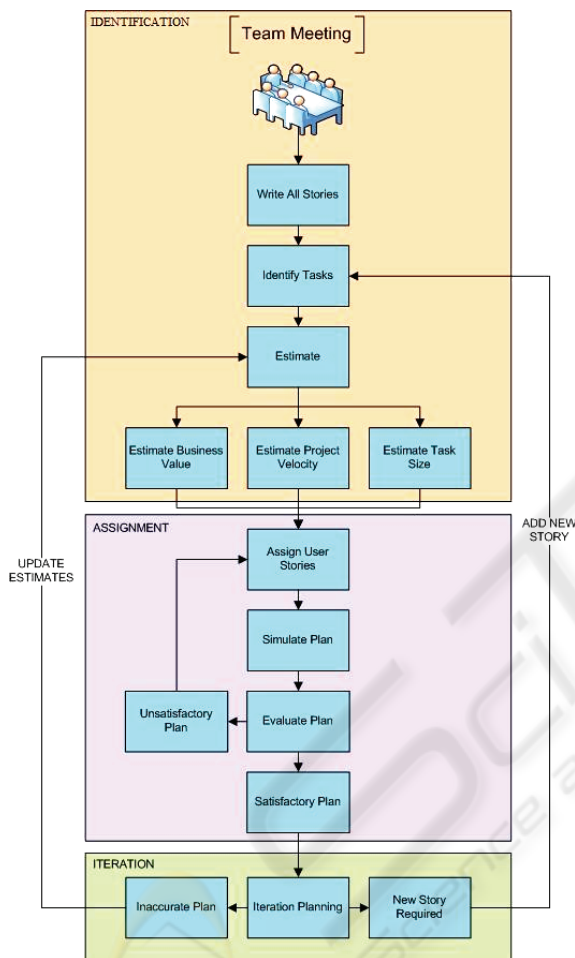 IDENTIFICATION
[Team Meeting]
Write All Stories
Identify Tasks
Estimate
Estimate Business
Value
Estimate Project
Velocity
Estimate Task
Size
ASSIGNMENT
ADD NEW
STORY
UPDATE
ESTIMATES
Assign User
Stories
Simulate Plan
Unsatisfactory
Plan
Evaluate Plan
Satisfactory Plan
ITERATION
Inaccurate Plan
Iteration Planning
New Story
Required